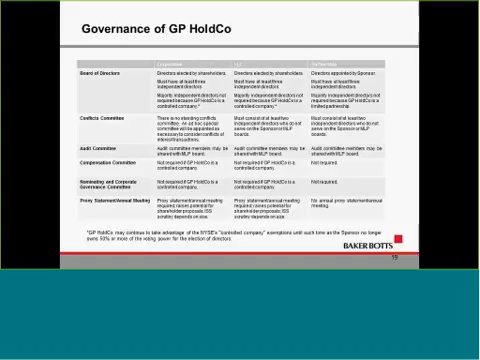 Governance of GP HoldCo
Corporation LLC Partnership
Board of Directors
Directors elected by shareholders.
Must have at least three
independent directors.
Majority independent directors not
required because GP HoldCo is a
controlled company.*
Directors elected by shareholders.
Must have at least three
independent directors.
Majority independent directors not
required because GP HoldCo is a
controlled company.*
Directors appointed by Sponsor.
Must have at least three
independent directors.
Majority independent directors not
required because GP HoldCo is a
limited partnership.
Conflicts Committee
There is no standing conflicts
committee. An ad hoc special
committee will be appointed as
necessary to consider conflicts of
interest transactions.
Must consist of at least two
independent directors who do not
serve on the Sponsor or MLP
boards.
Must consist of at least two
independent directors who do not
serve on the Sponsor or MLP
boards.
Audit Committee
Audit committee members may be
shared with MLP board.
Audit committee members may be
shared with MLP board.
Audit committee members may be
shared with MLP board.
Compensation Committee
Not required if GP HoldCo is a
controlled company.
Not required if GP HoldCo is a
controlled company.
Not required.
Nominating and Corporate
Governance Committee
Not required if GP HoldCo is a
controlled company.
Not required if GP HoldCo is a
controlled company.
Not required.
Proxy Statement/Annual Meeting
Proxy statement/annual meeting
required; raises potential for
shareholder proposals; ISS
scrutiny depends on size.
Proxy statement/annual meeting
required; raises potential for
shareholder proposals; ISS
scrutiny depends on size.
No annual proxy statement/annual
meeting.
*GP HoldCo may continue to take advantage of the NYSE's "controlled company" exemptions until such time as the Sponsor no longer
owns 50% or more of the voting power for the election of directors.
BAKER BOTTS
19